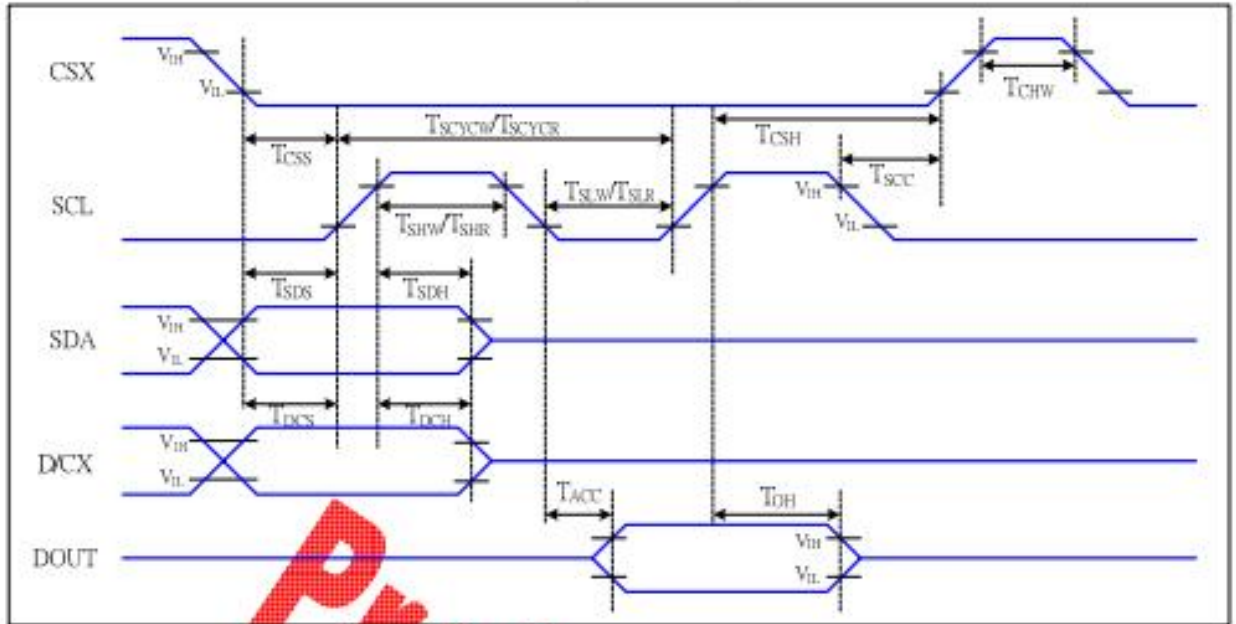 CSX
VIH
VIL
TCHW
TSCYCW/TSCYCR
TCSS
TCSH
TSCC
SCL
TSLW/TSLR
VIH
TSHW/TSHR
VIL
TSDS
TSDH
SDA
VIH
VIL
TDCS
TDCH
D/CX
VIH
VIL
TACC
TOH
DOUT
VIH
VIL
Pr